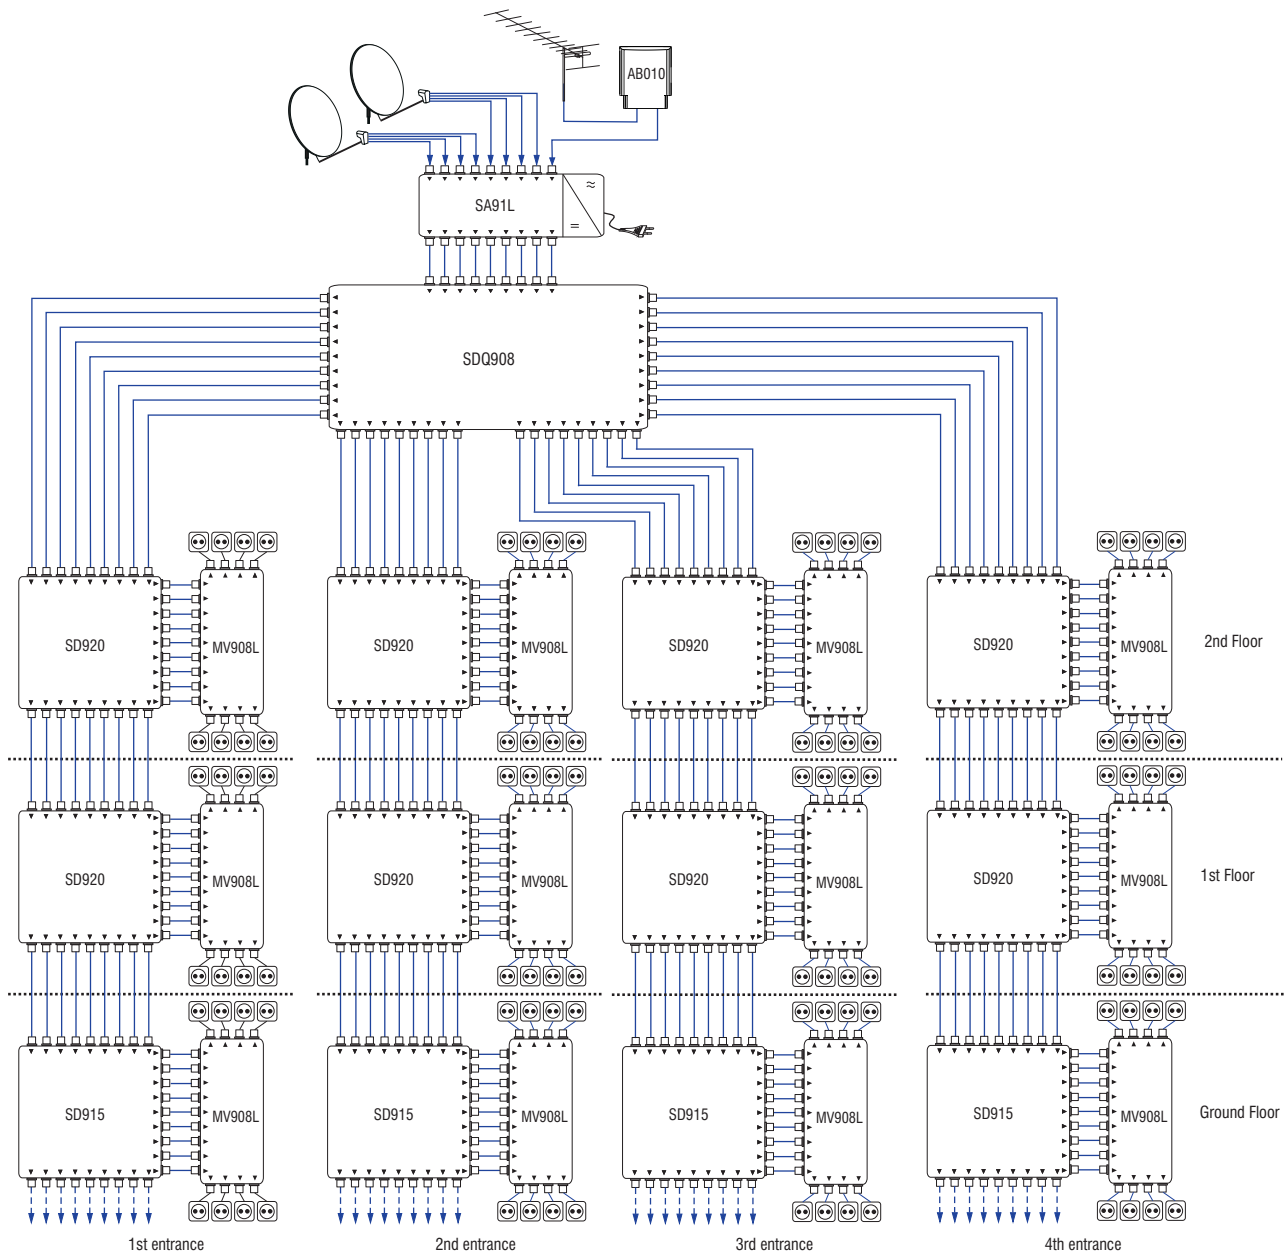 AB010
SA91L
SDQ908
SD920 MV908L SD920 MV908L SD920 MV908L SD920 MV908L 2nd Floor
SD920 MV908L SD920 MV908L SD920 MV908L SD920 MV908L 1st Floor
SD915 MV908L SD915 MV908L SD915 MV908L SD915 MV908L Ground Floor
1st entrance 2nd entrance 3rd entrance 4th entrance